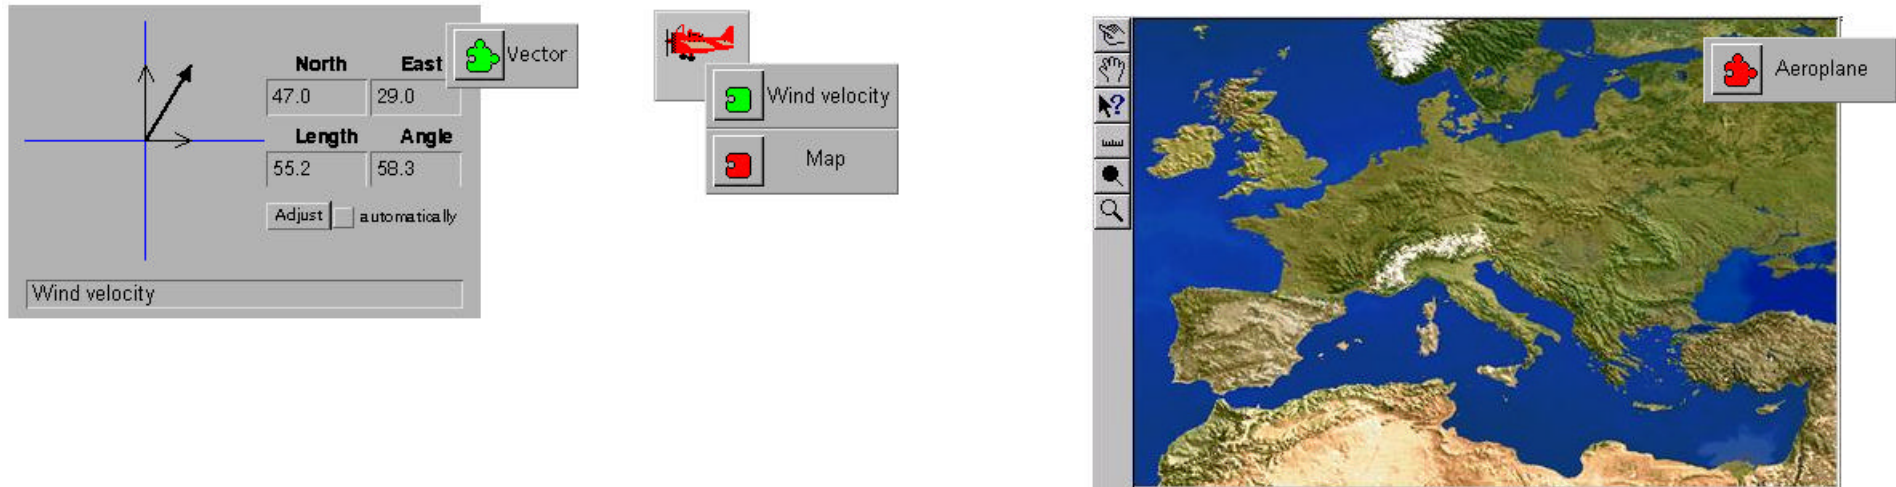 North East
47.0 29.0
Length Angle
55.2 58.3
Adjust automatically
Wind velocity
Vector
Wind velocity
Map
?
Aeroplane